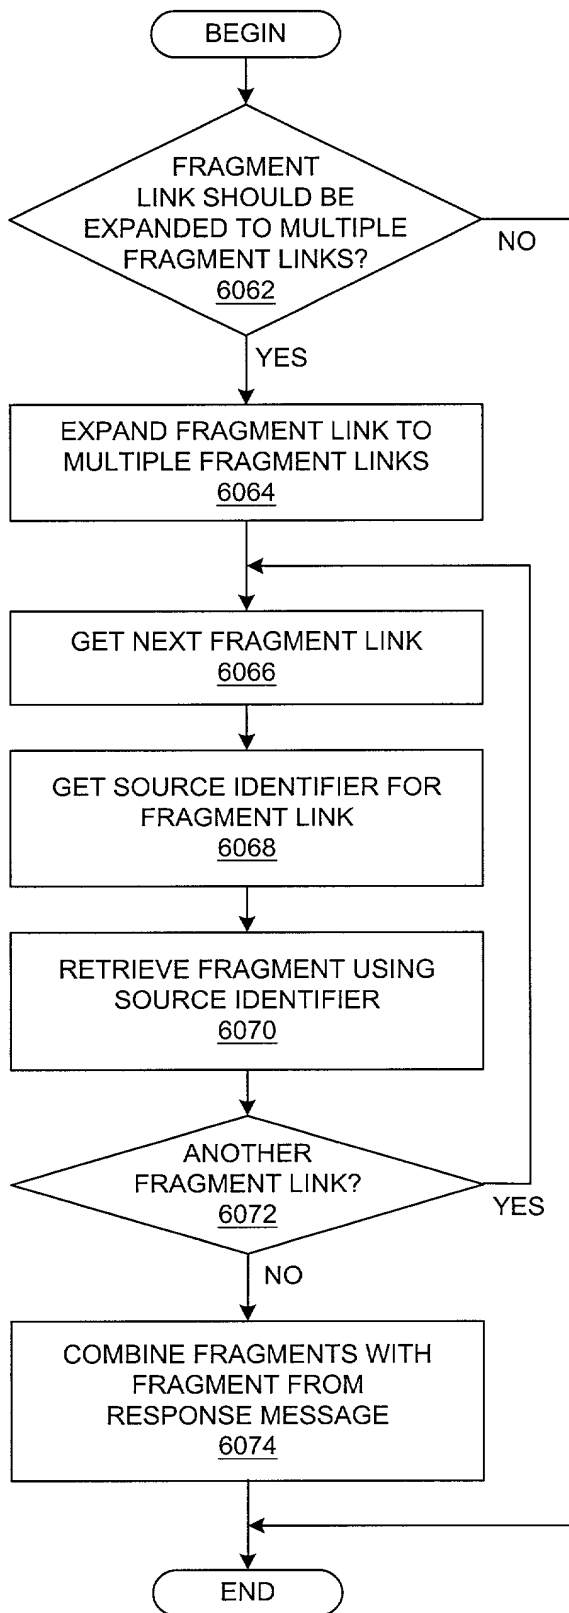 BEGIN
FRAGMENT
LINK SHOULD BE
EXPANDED TO MULTIPLE
FRAGMENT LINKS?
6062
NO
YES
EXPAND FRAGMENT LINK TO
MULTIPLE FRAGMENT LINKS
6064
GET NEXT FRAGMENT LINK
6066
GET SOURCE IDENTIFIER FOR
FRAGMENT LINK
6068
RETRIEVE FRAGMENT USING
SOURCE IDENTIFIER
6070
ANOTHER
FRAGMENT LINK?
6072
YES
NO
COMBINE FRAGMENTS WITH
FRAGMENT FROM
RESPONSE MESSAGE
6074
END